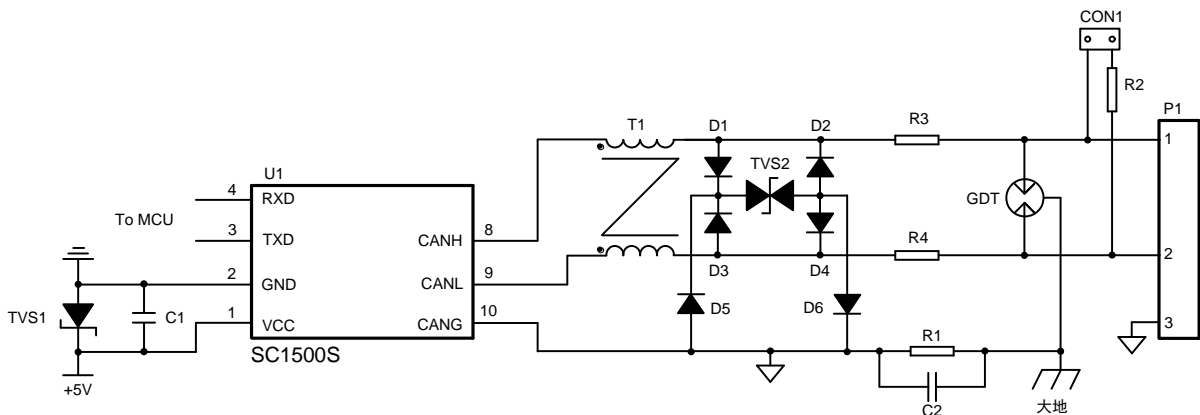 CON1
R2
P1
T1
D1
D2
R3
1
TVS2
U1
4
RXD
GDT
To MCU
3
TXD
CANH
8
R4
2
2
GND
CANL
9
D3
D4
TVS1
C1
1
VCC
CANG
10
D5
D6
3
SC1500S
R1
+5V
C2
大地